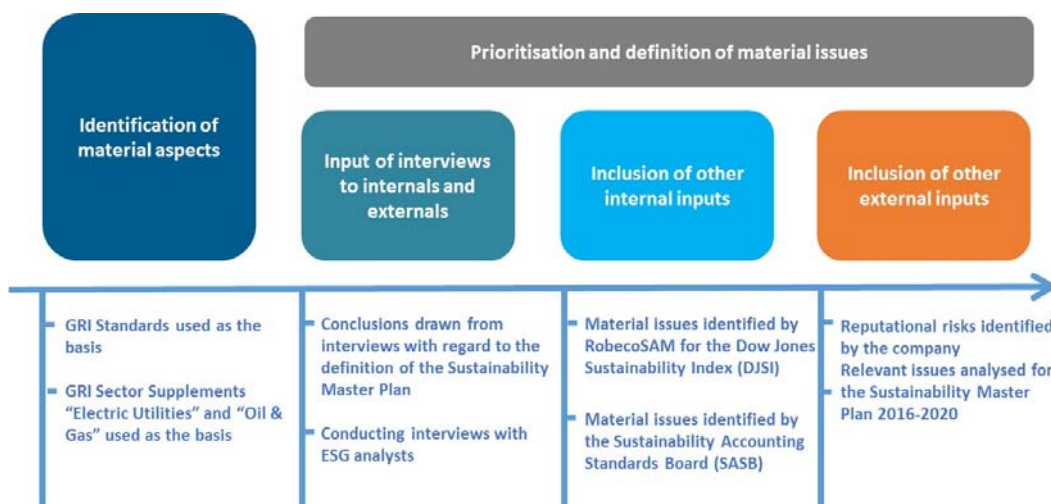 Prioritisation and definition of material issues
Identification of
material aspects
Input of interviews
to internals and
externals
Inclusion of other
internal inputs
Inclusion of other
external inputs
GRI Standards used as the
basis
GRI Sector Supplements
“Electric Utilities” and “Oil &
Gas” used as the basis
Conclusions drawn from
interviews with regard to the
definition of the Sustainability
Master Plan
Conducting interviews with
ESG analysts
Material issues identified by
RobecoSAM for the Dow Jones
Sustainability Index (DJSI)
Material issues identified by
the Sustainability Accounting
Standards Board (SASB)
Reputational risks identified
by the company
Relevant issues analysed for
the Sustainability Master
Plan 2016-2020